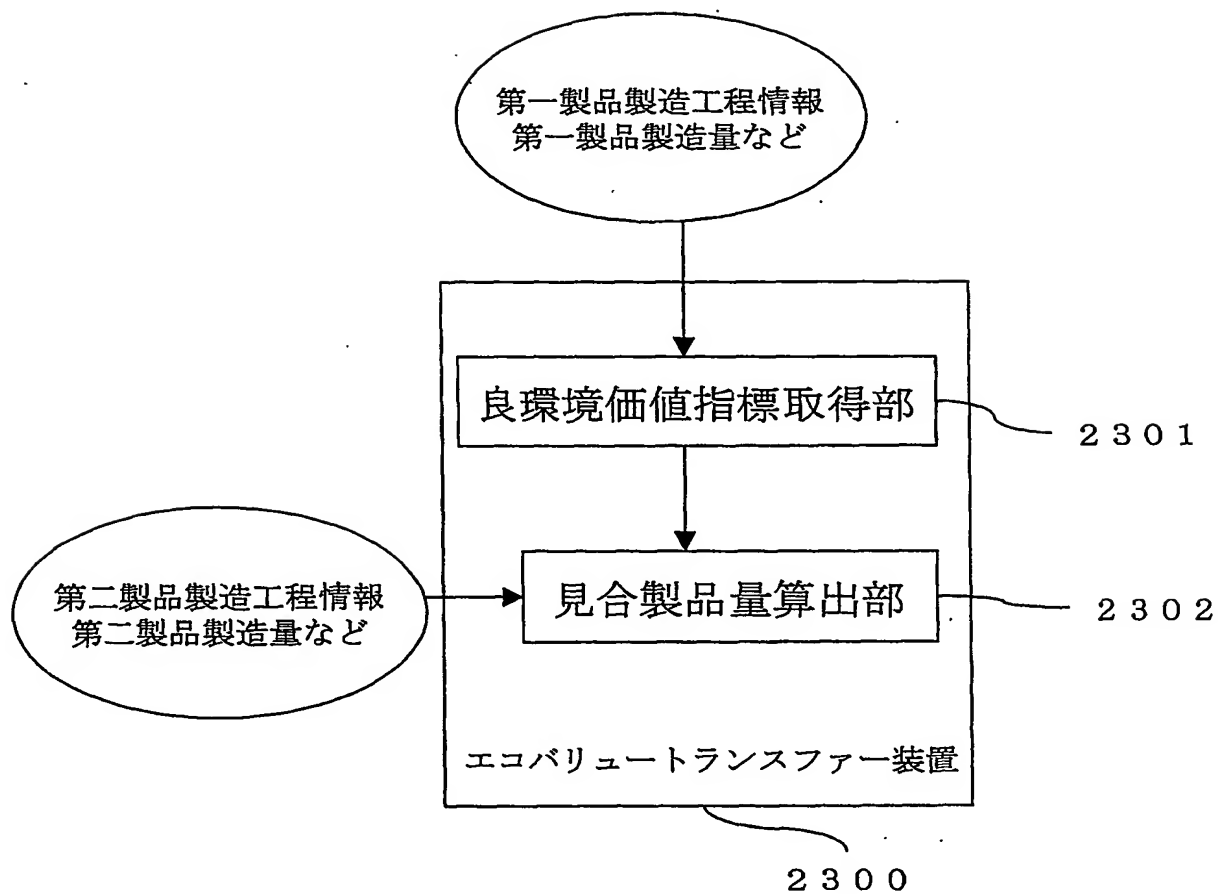 第一製品製造工程情報
第一製品製造量など
良環境価値指標取得部
2301
第二製品製造工程情報
第二製品製造量など
見合製品量算出部
2302
エコバリュートランスファー装置
2300